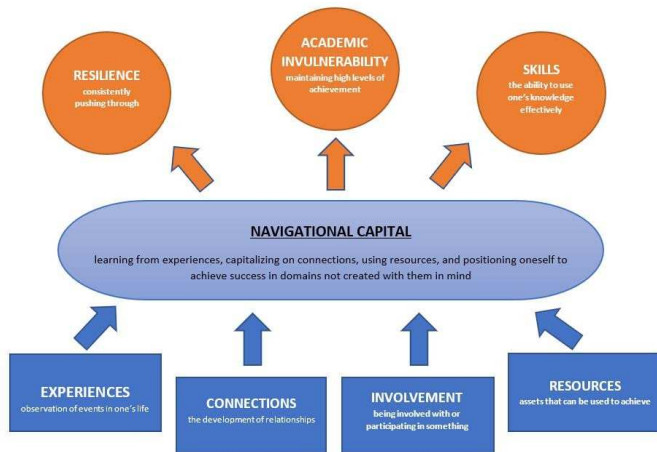 RESILIENCE
consistently
pushing through
ACADEMIC
INVULNERABILITY
maintaining high levels of
achievement
SKILLS
the ability to use
one's knowledge
effectively
NAVIGATIONAL CAPITAL
learning from experiences, capitalizing on connections, using resources, and positioning oneself to
achieve success in domains not created with them in mind
EXPERIENCES
observation of events in one's life
CONNECTIONS
the development of relationships
INVOLVEMENT
being involved with or
participating in something
RESOURCES
assets that can be used to achieve